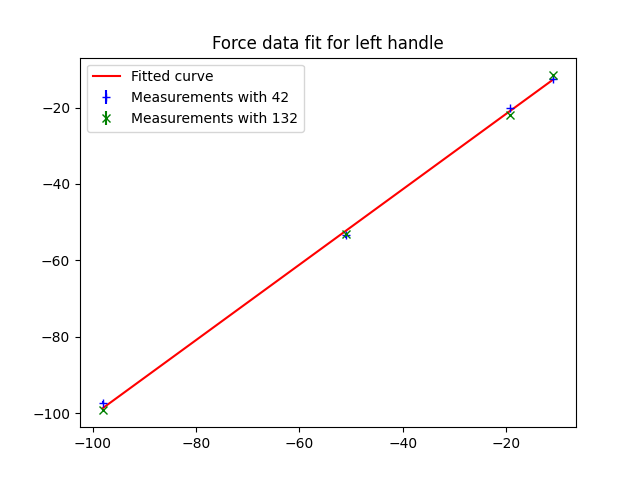 Force data fit for left handle
Fitted curve
Measurements with 42
Measurements with 132
−20
−40
−60
−80
−100
−100
−80
−60
−40
−20